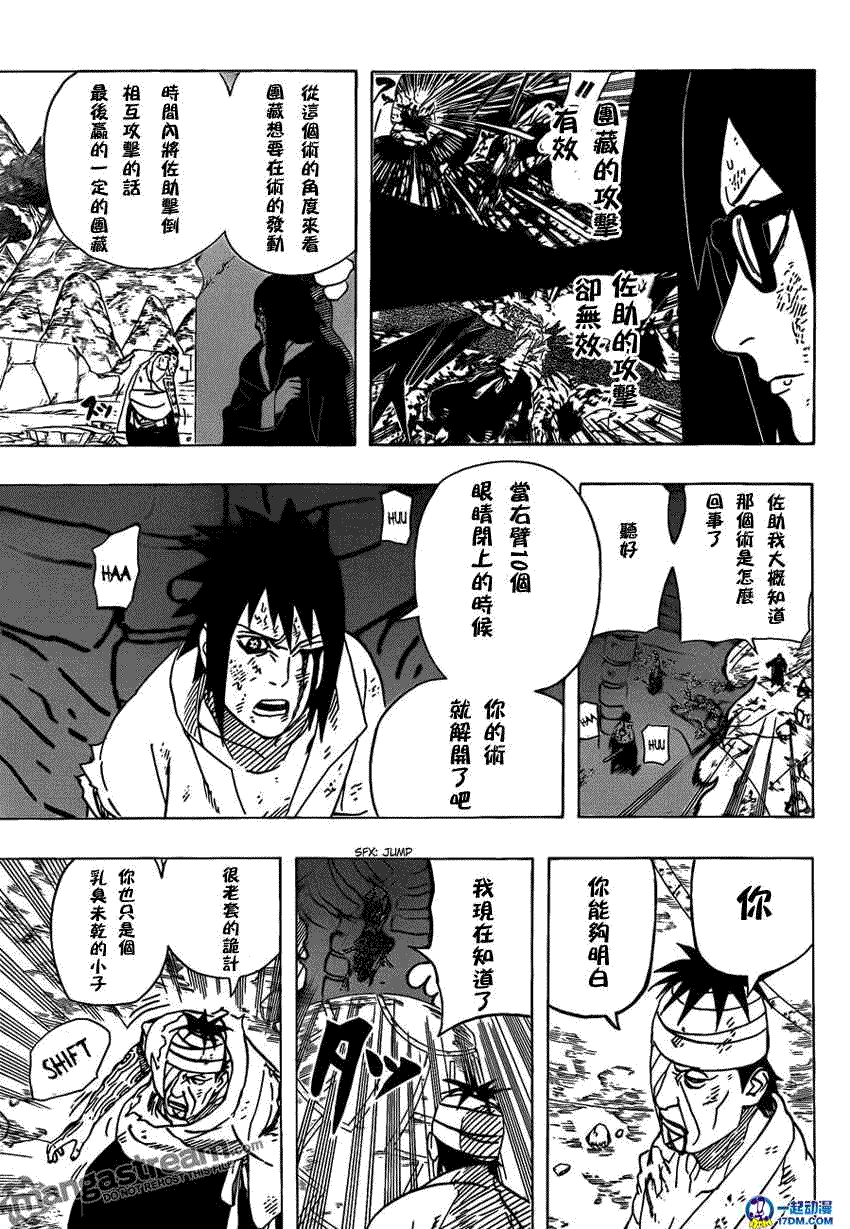 〃團藏的攻擊
有效
佐助的攻擊
卻無效
?
從這個術的角度來看
團藏想要在術的發動
時間內將佐助擊倒
相互攻擊的話
最後贏的一定的團藏
佐助我大概知道
那個術是怎麼
回事了
聽好
HAA
HUU
當右臂10個
眼睛閉上的時候
你的術
就解開了吧
HUU
HAA
你
你能夠明白
SFX: JUMP
我現在知道了
タッ
很老套的詭計
你也只是個
乳臭未乾的小子
SHIFT
mangastream.com
DO NOT REHOST THIS FILE
一起动漫
17DM.COM